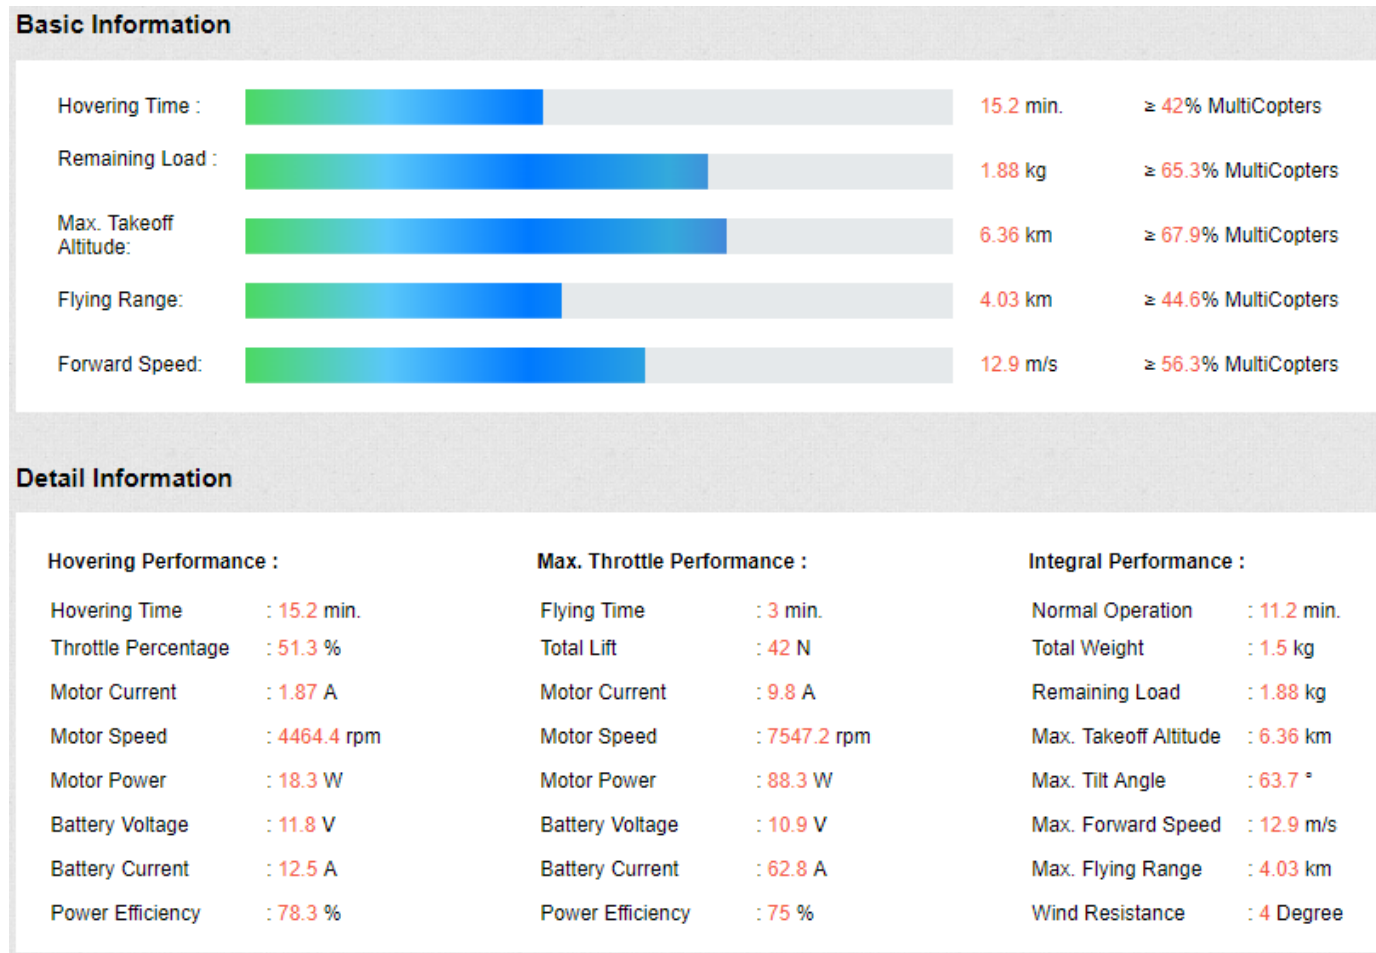 Basic Information
Hovering Time : 15.2 min. ≥ 42% MultiCopters
Remaining Load : 1.88 kg ≥ 65.3% MultiCopters
Max. Takeoff
Altitude: 6.36 km ≥ 67.9% MultiCopters
Flying Range: 4.03 km ≥ 44.6% MultiCopters
Forward Speed: 12.9 m/s ≥ 56.3% MultiCopters
Detail Information
Hovering Performance : Max. Throttle Performance : Integral Performance :
Hovering Time : 15.2 min. Flying Time : 3 min. Normal Operation : 11.2 min.
Throttle Percentage : 51.3 % Total Lift : 42 N Total Weight : 1.5 kg
Motor Current : 1.87 A Motor Current : 9.8 A Remaining Load : 1.88 kg
Motor Speed : 4464.4 rpm Motor Speed : 7547.2 rpm Max. Takeoff Altitude : 6.36 km
Motor Power : 18.3 W Motor Power : 88.3 W Max. Tilt Angle : 63.7 °
Battery Voltage : 11.8 V Battery Voltage : 10.9 V Max. Forward Speed : 12.9 m/s
Battery Current : 12.5 A Battery Current : 62.8 A Max. Flying Range : 4.03 km
Power Efficiency : 78.3 % Power Efficiency : 75 % Wind Resistance : 4 Degree